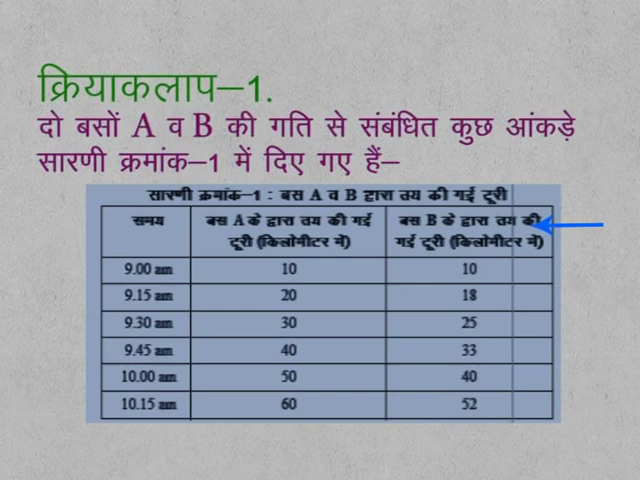 क्रियाकलाप–1.
दो बसों A व B की गति से संबंधित कुछ आंकड़े
सारणी क्रमांक–1 में दिए गए हैं–
सारणी क्रमांक-1 : बस A व B द्वारा तय की गई दूरी
समय बस A के द्वारा तय की गई दूरी (किलोमीटर में) बस B के द्वारा तय की गई दूरी (किलोमीटर में)
9.00 am 10 10
9.15 am 20 18
9.30 am 30 25
9.45 am 40 33
10.00 am 50 40
10.15 am 60 52